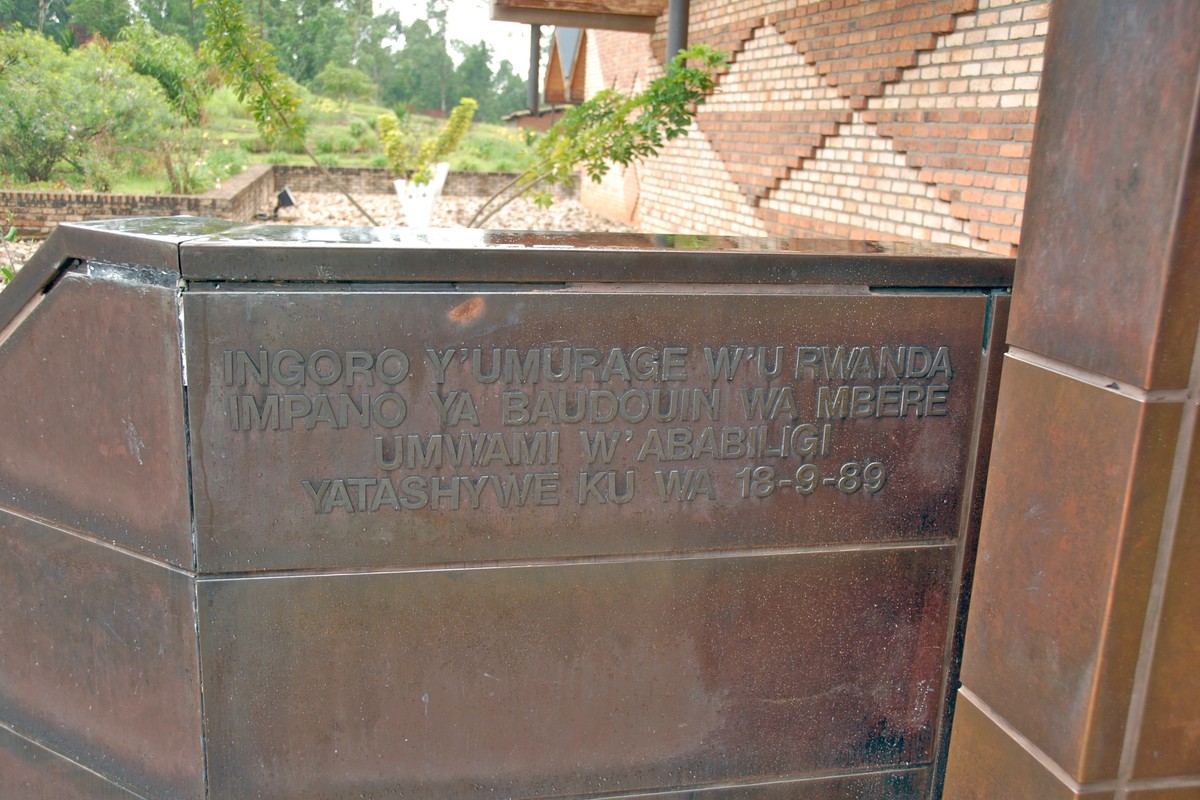 INGORO Y'UMURAGE W'U RWANDA
IMPANO YA BAUDOUIN WA MBERE
UMWAMI W'ABABILIGI
YATASHYWE KU WA 18-9-89